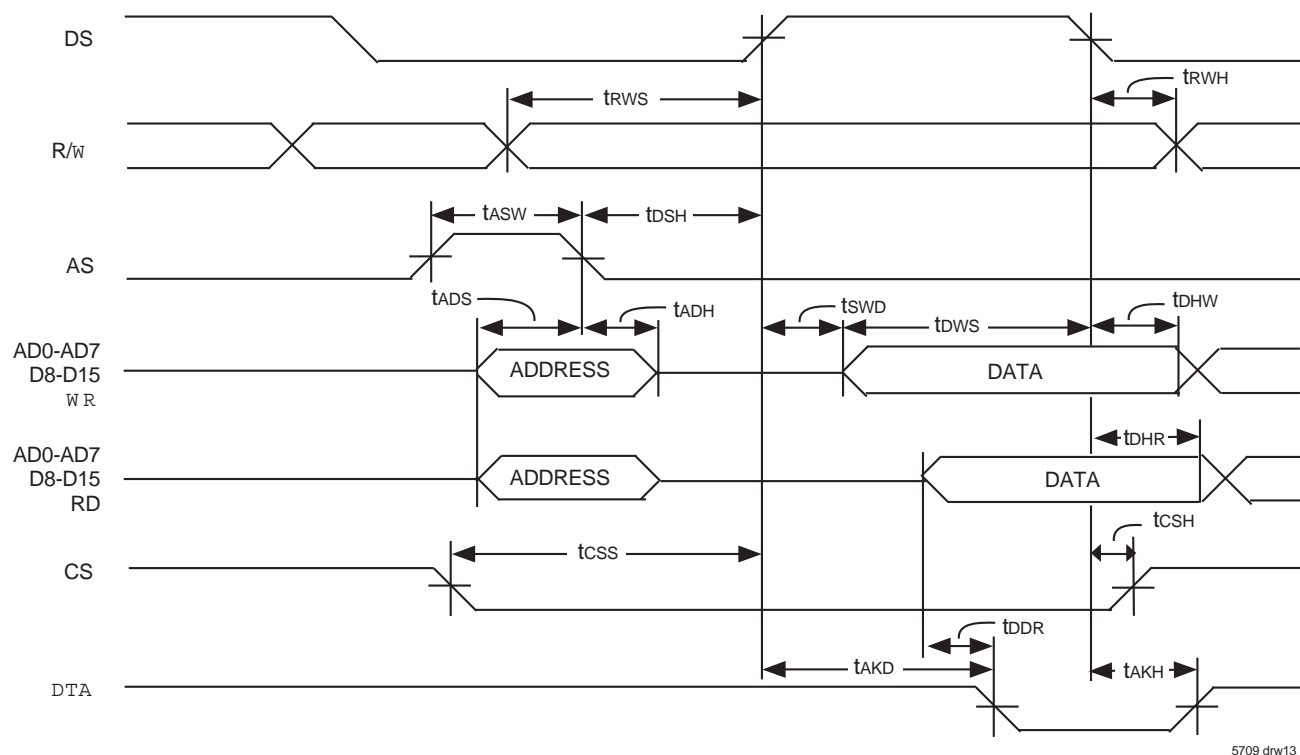 DS
tRWH
tRWS
R/W
tASW
tDSH
AS
tADS
tADH
tSWD
tDHW
tDWS
AD0-AD7
D8-D15
WR
ADDRESS
DATA
tDHR
AD0-AD7
D8-D15
RD
ADDRESS
DATA
tCSH
tCSS
CS
tDDR
tAKD
tAKH
DTA
5709 drw13